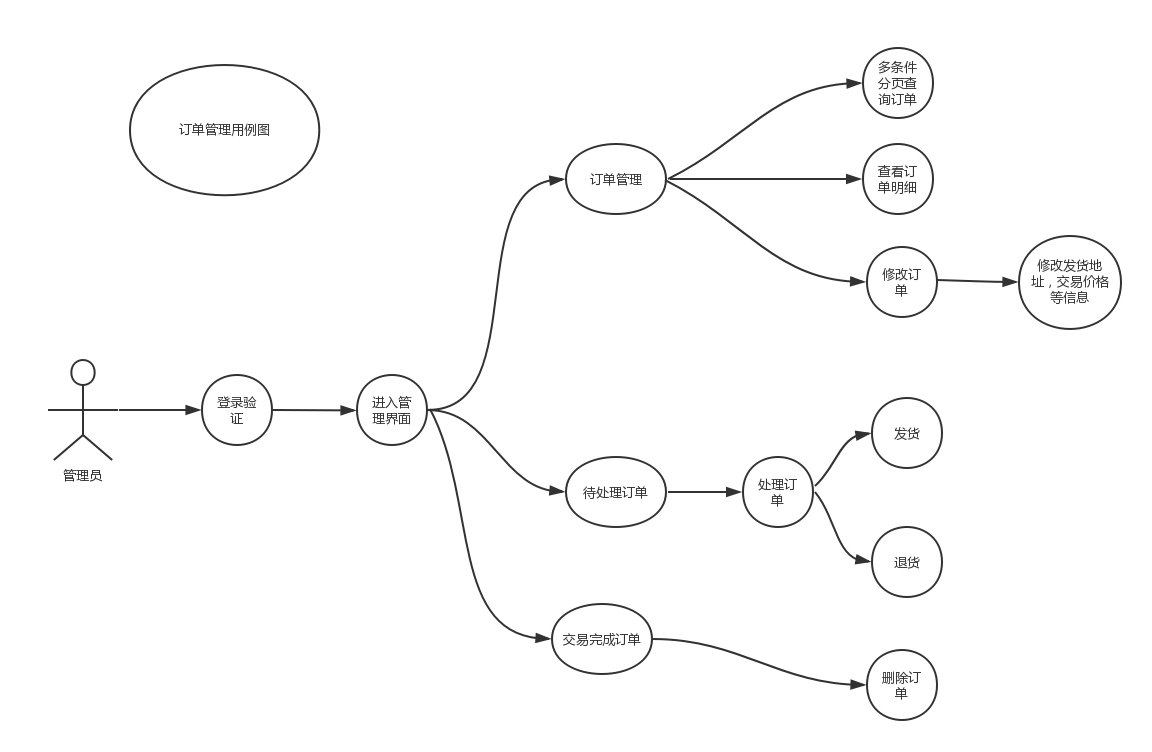 多条件
分页查
询订单
订单管理用例图
订单管理
查看订
单明细
修改订
单
修改发货地
址，交易价格
等信息
登录验
证
进入管
理界面
管理员
发货
待处理订单
处理订
单
退货
交易完成订单
删除订
单